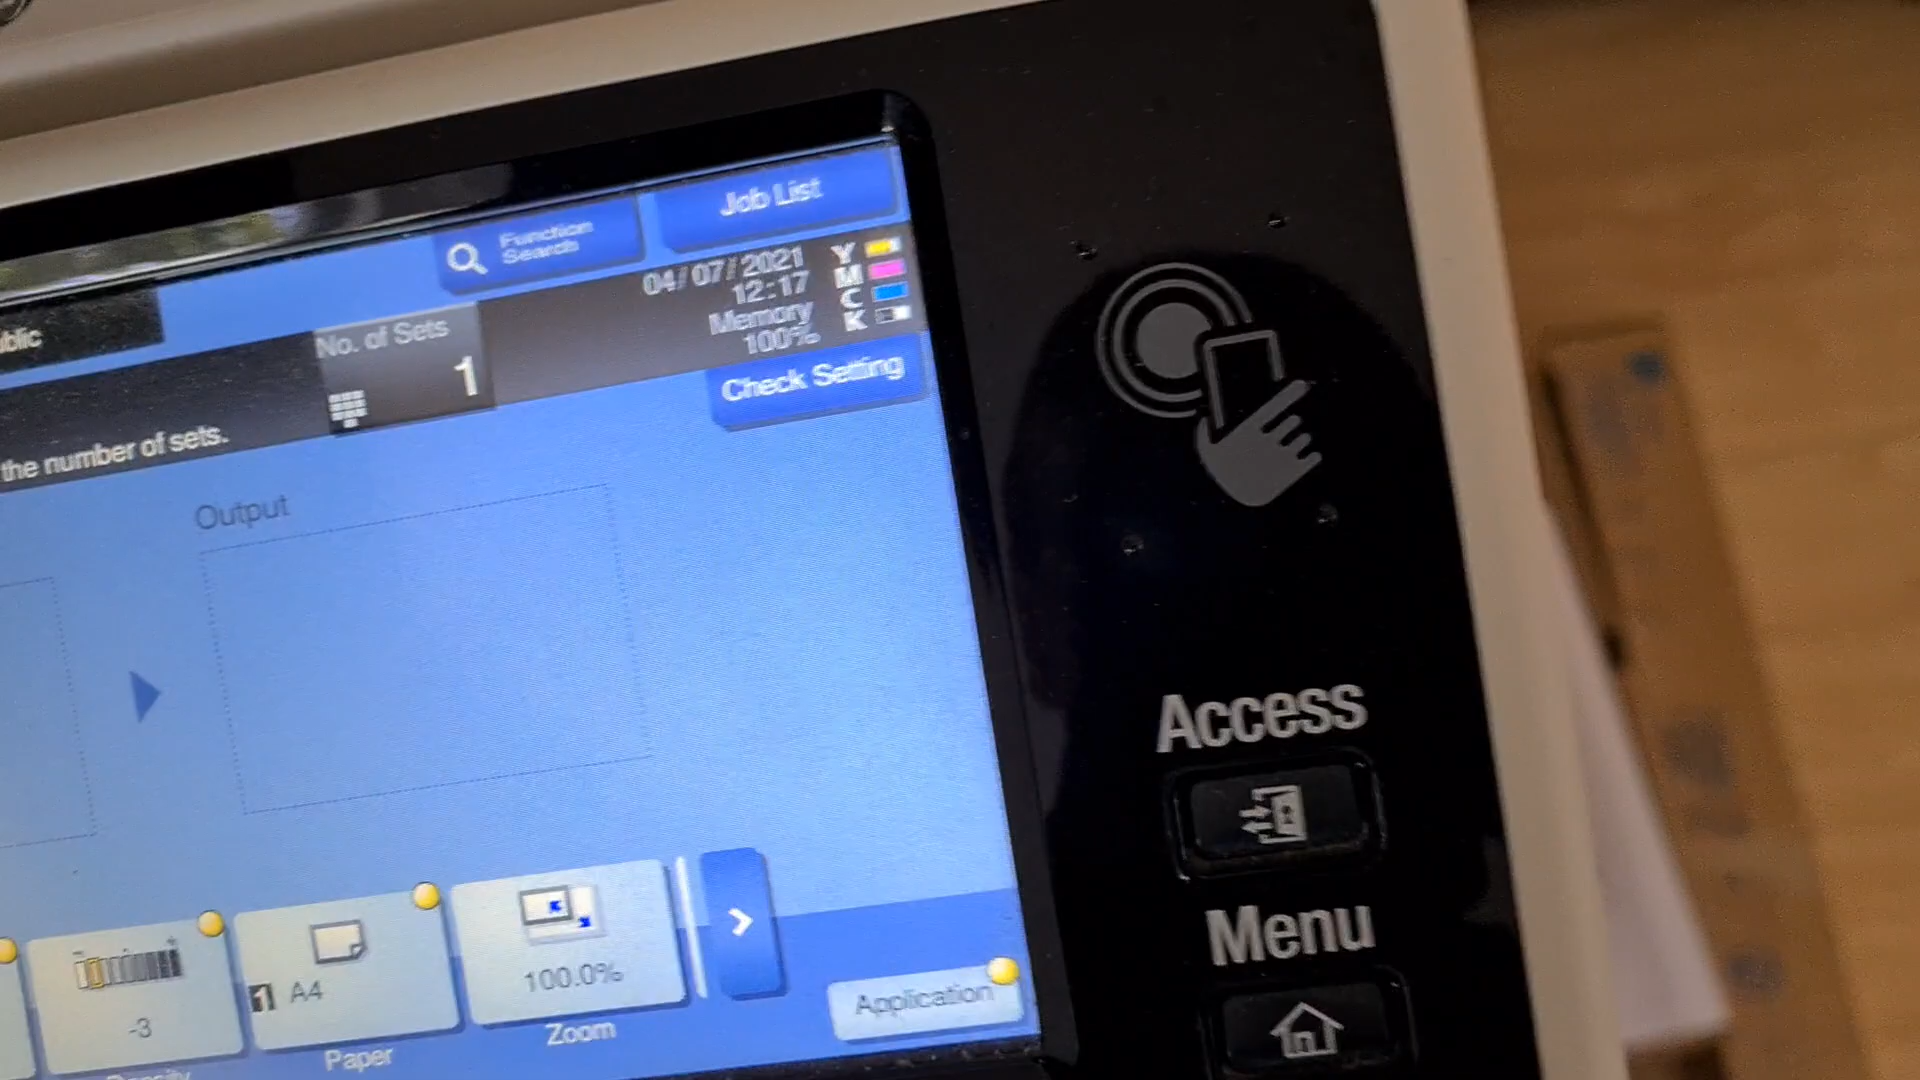 Job List
Function
Search
04/07/2021
12:17
Memory
100%
Y
M
C
K
No. of Sets
1
Check Setting
the number of sets.
Output
-3
1 A4
Paper
100.0%
Zoom
Application
Access
Menu